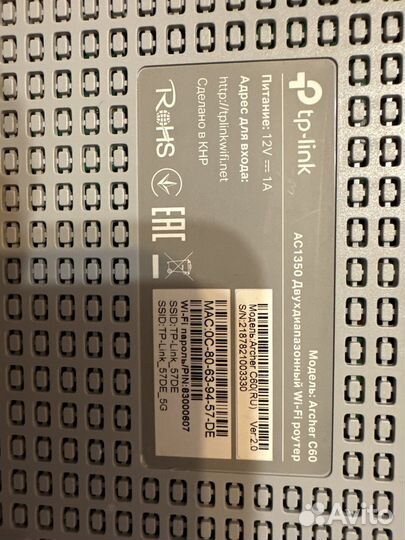 tp-link
AC1350 Двухдиапазонный Wi-Fi роутер
Модель: Archer C60
Питание: 12V ⎓ 1A
Адрес для входа:
http://tplinkwifi.net
Сделано в КНР
RoHS
EAC
Модель:Archer C60(RU) Ver:2.0
S/N:2187821003330
MAC:DC-80-63-94-57-DE
Wi-Fi пароль/PIN:83000607
SSID:TP-Link_57DE
SSID:TP-Link_57DE_5G
Avito